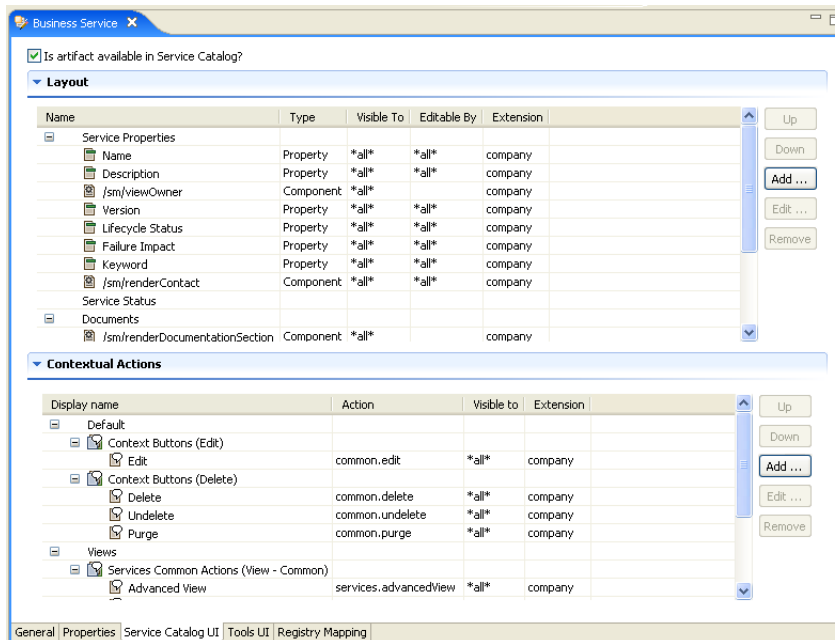 Business Service
Is artifact available in Service Catalog?
Layout
Name Type Visible To Editable By Extension
Up
Service Properties
Name Property *all* *all* company
Down
Description Property *all* *all* company
/sm/viewOwner Component *all* company
Add ...
Version Property *all* *all* company
Edit ...
Lifecycle Status Property *all* *all* company
Failure Impact Property *all* *all* company
Remove
Keyword Property *all* *all* company
/sm/renderContact Component *all* *all* company
Service Status
Documents
/sm/renderDocumentationSection Component *all* company
Contextual Actions
Display name Action Visible to Extension
Up
Default
Context Buttons (Edit)
Down
Edit common.edit *all* company
Add ...
Context Buttons (Delete)
Delete common.delete *all* company
Edit ...
Undelete common.undelete *all* company
Purge common.purge *all* company
Remove
Views
Services Common Actions (View - Common)
Advanced View services.advancedView *all* company
General Properties Service Catalog UI Tools UI Registry Mapping